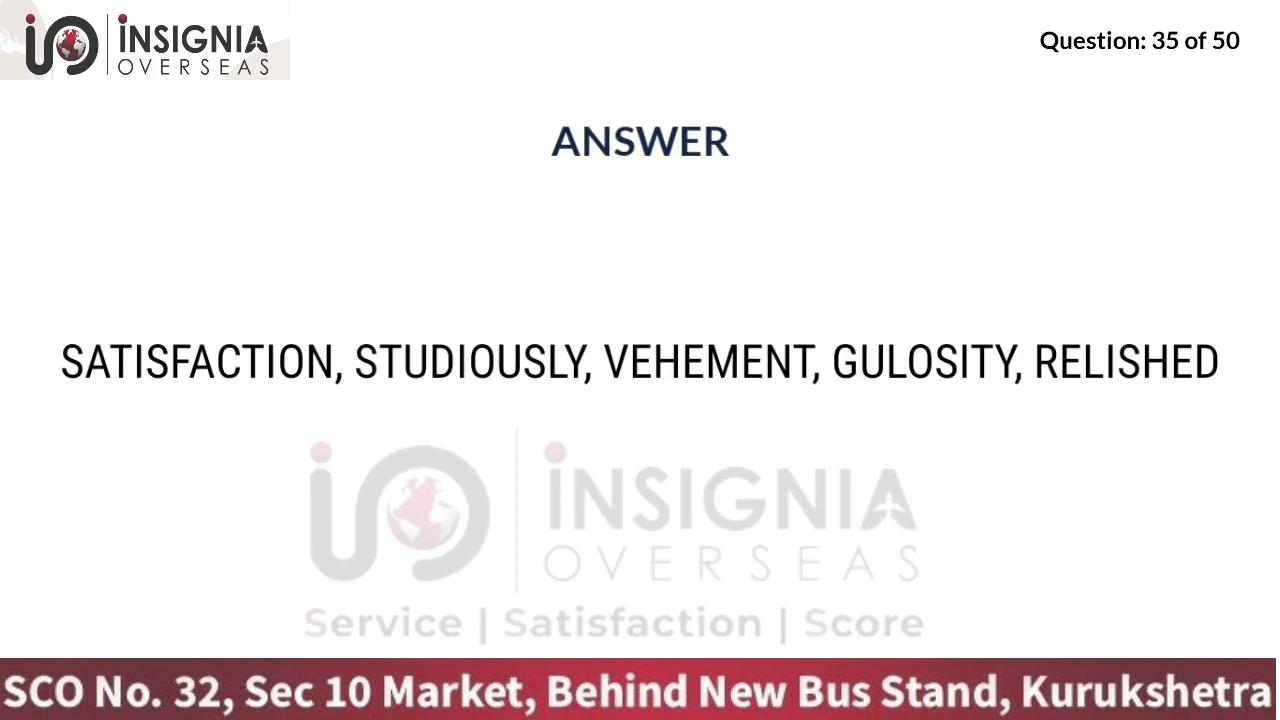 INSIGNIA
OVERSEAS
Question: 35 of 50
ANSWER
SATISFACTION, STUDIOUSLY, VEHEMENT, GULOSITY, RELISHED
INSIGNIA
OVERSEAS
Service | Satisfaction | Score
SCO No. 32, Sec 10 Market, Behind New Bus Stand, Kurukshetra